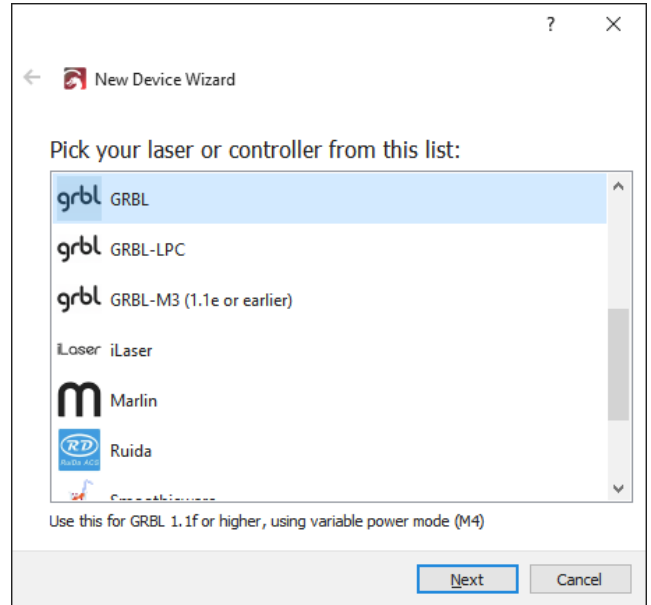 ?
New Device Wizard
Pick your laser or controller from this list:
grbl GRBL
grbl GRBL-LPC
grbl GRBL-M3 (1.1e or earlier)
iLaser iLaser
m Marlin
RD Ruida
Use this for GRBL 1.1f or higher, using variable power mode (M4)
Next Cancel